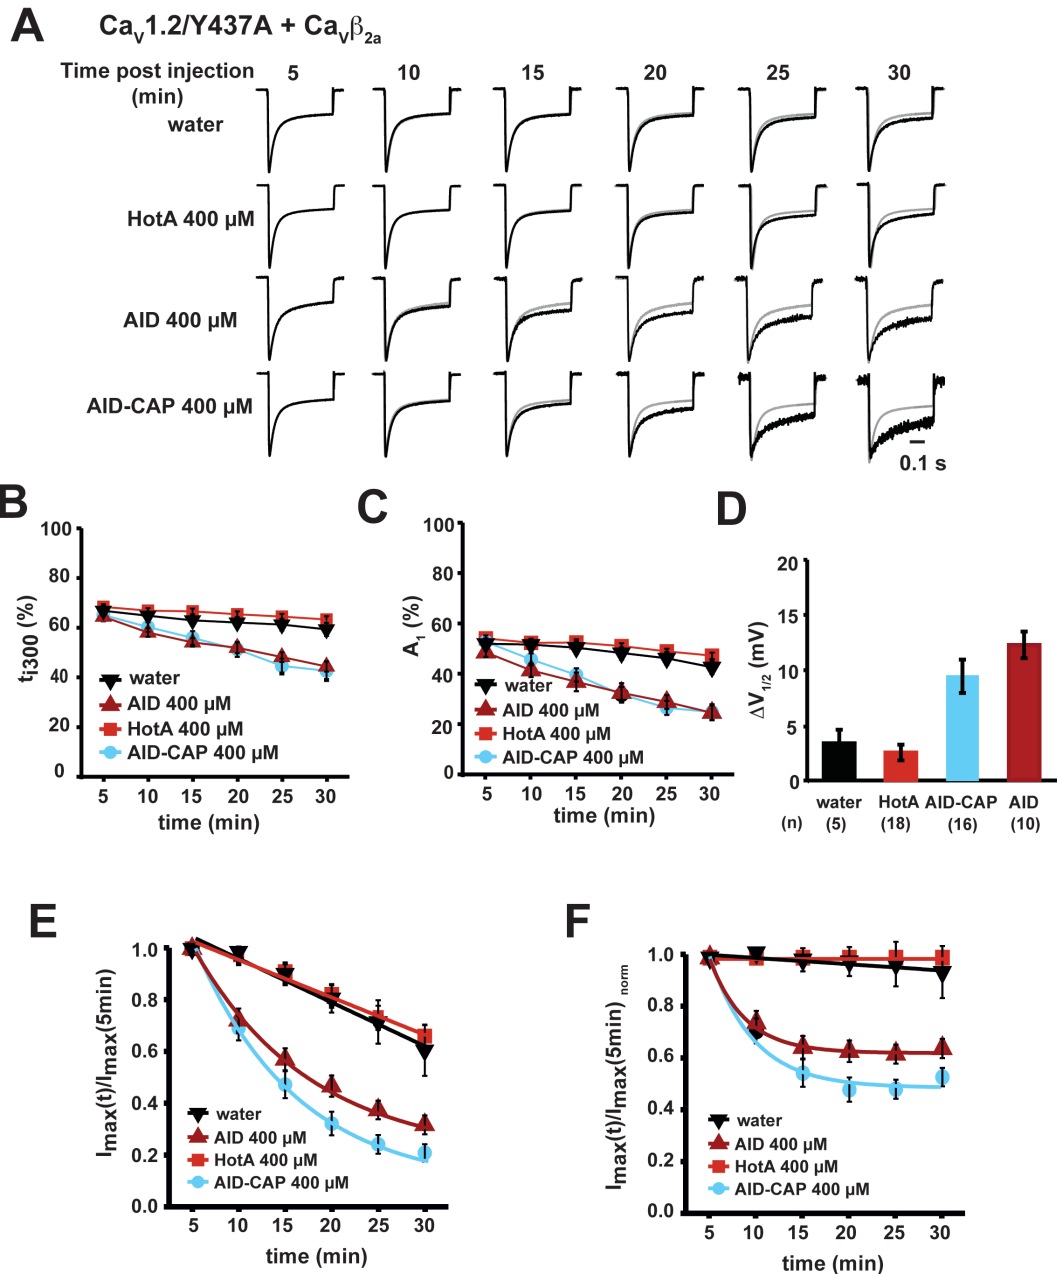 A
CaV1.2/Y437A + CaVβ2a
Time post injection 5 10 15 20 25 30
(min)
water
HotA 400 µM
AID 400 µM
AID-CAP 400 µM
0.1 s
B
ti300 (%)
100
80
60
40
20
0
water
AID 400 µM
HotA 400 µM
AID-CAP 400 µM
5 10 15 20 25 30
time (min)
C
A1 (%)
100
80
60
40
20
0
water
AID 400 µM
HotA 400 µM
AID-CAP 400 µM
5 10 15 20 25 30
time (min)
D
ΔV1/2 (mV)
20
15
10
5
0
water HotA AID-CAP AID
(n) (5) (18) (16) (10)
E
Imax(t)/Imax(5min)
1.0
0.8
0.6
0.4
0.2
0.0
water
AID 400 µM
HotA 400 µM
AID-CAP 400 µM
5 10 15 20 25 30
time (min)
F
Imax(t)/Imax(5min) norm
1.0
0.8
0.6
0.4
0.2
0.0
water
AID 400 µM
HotA 400 µM
AID-CAP 400 µM
5 10 15 20 25 30
time (min)